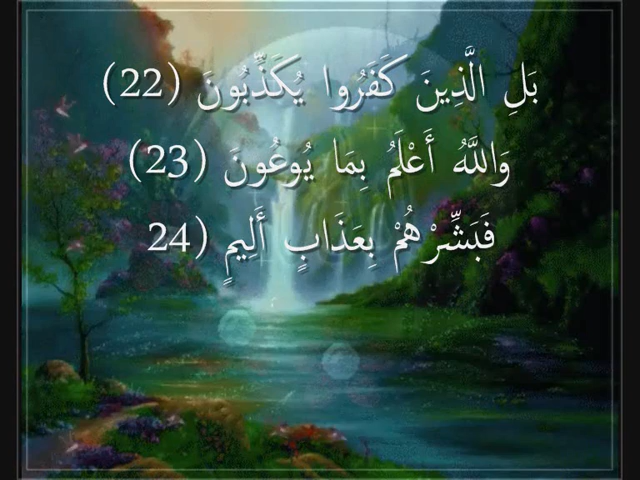 بَلِ الَّذِينَ كَفَرُوا يُكَذِّبُونَ (22)
وَاللَّهُ أَعْلَمُ بِمَا يُوعُونَ (23)
فَبَشِّرْهُمْ بِعَذَابٍ أَلِيمٍ (24